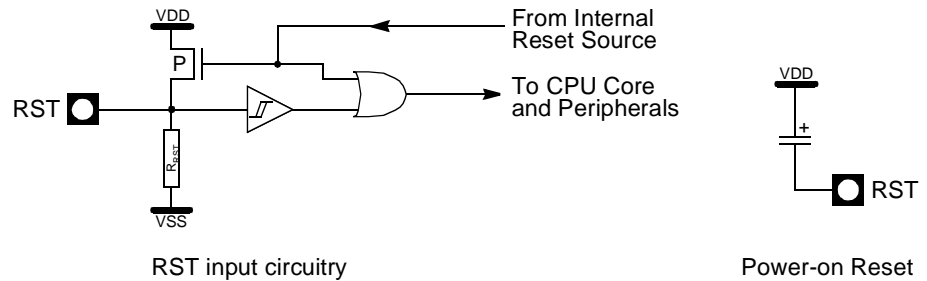 VDD
From Internal
Reset Source
P
To CPU Core
and Peripherals
RST
RRST
VSS
RST input circuitry
VDD
+
RST
Power-on Reset